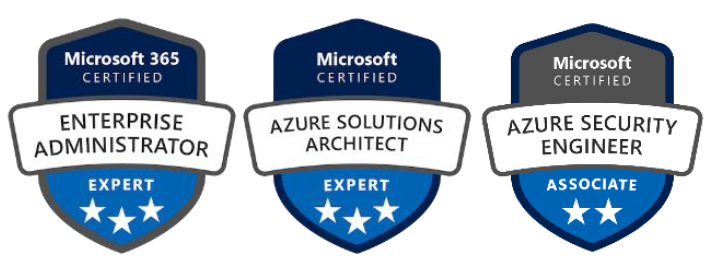 Microsoft 365
CERTIFIED
ENTERPRISE
ADMINISTRATOR
EXPERT
Microsoft
CERTIFIED
AZURE SOLUTIONS
ARCHITECT
EXPERT
Microsoft
CERTIFIED
AZURE SECURITY
ENGINEER
ASSOCIATE